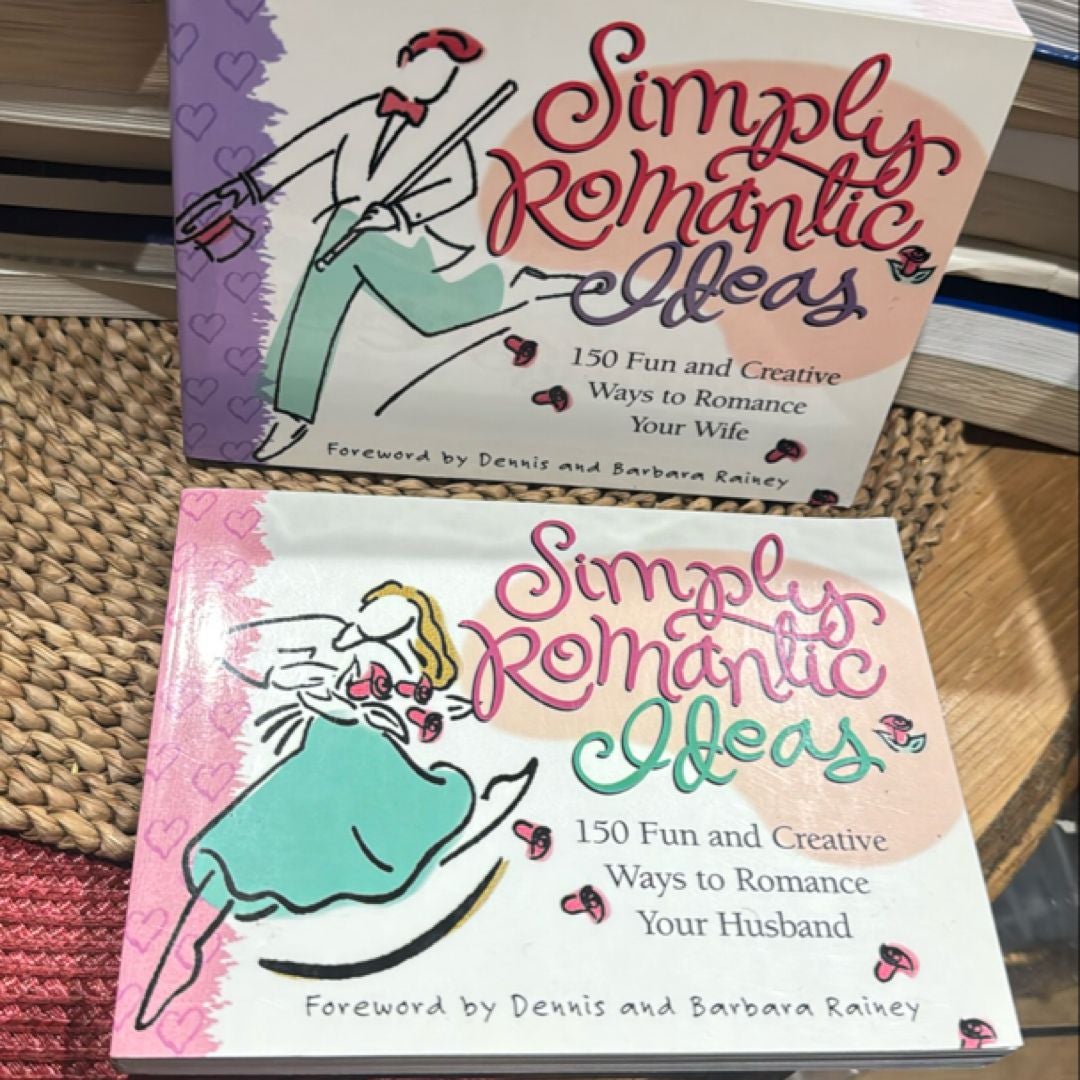 Simply
Romantic
Ideas
150 Fun and Creative
Ways to Romance
Your Wife
Foreword by Dennis and Barbara Rainey
Simply
Romantic
Ideas
150 Fun and Creative
Ways to Romance
Your Husband
Foreword by Dennis and Barbara Rainey